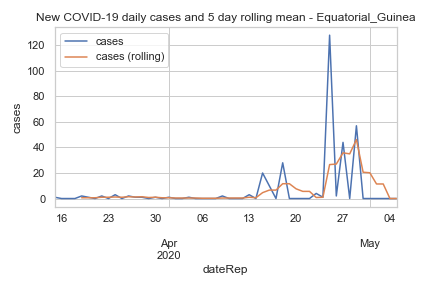 New COVID-19 daily cases and 5 day rolling mean - Equatorial_Guinea
cases
cases (rolling)
120
100
80
60
40
20
0
cases
16 23 30 06 13 20 27 04
Apr May
2020
dateRep